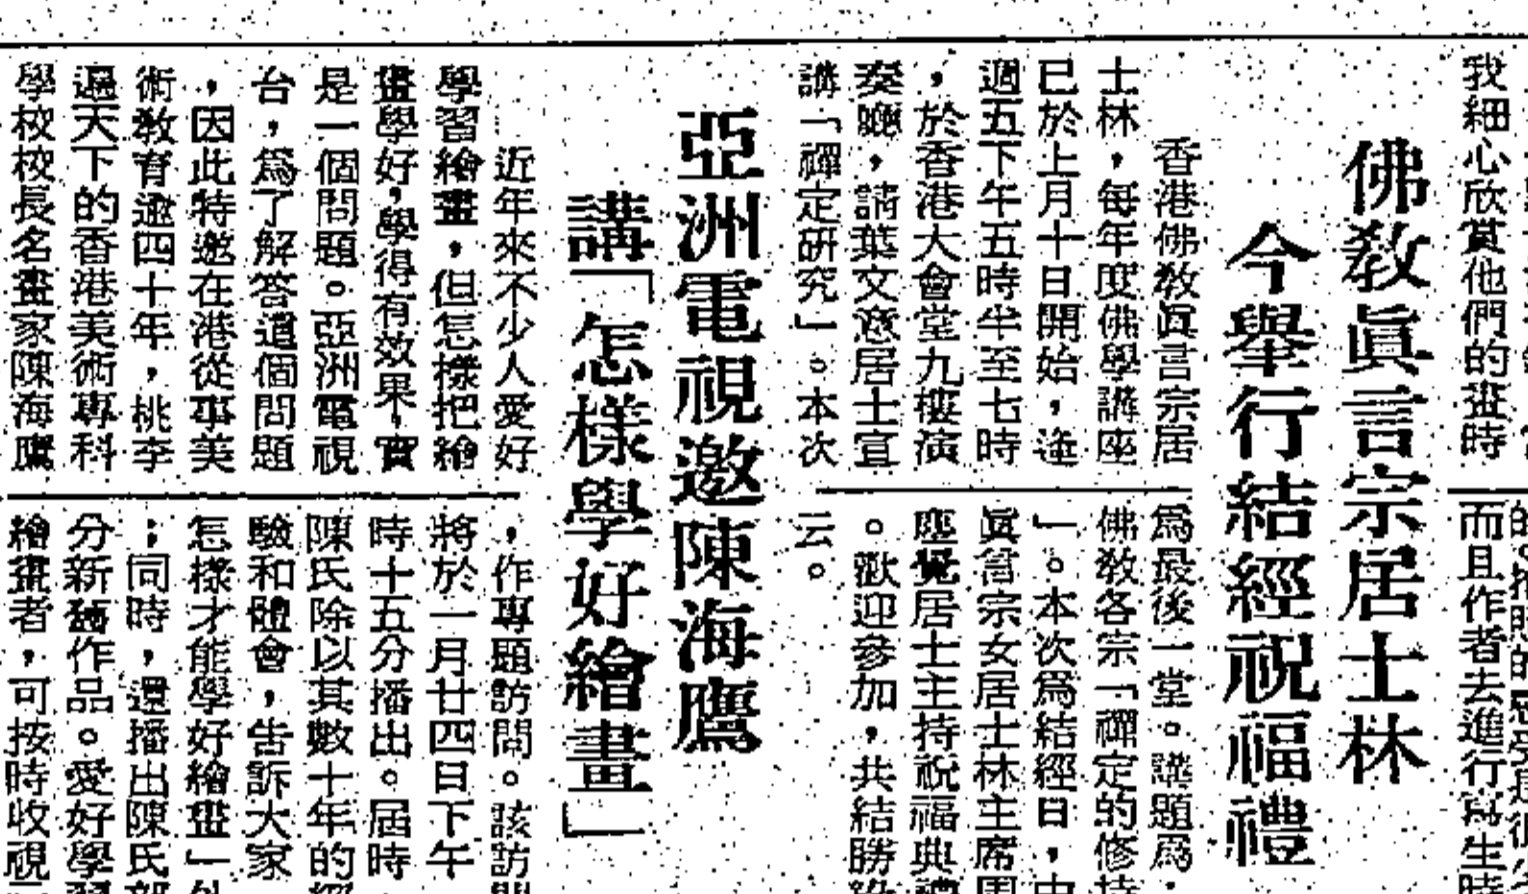 我細心欣賞他們的畫時
而且作者去進行寫生時
佛敎眞言宗居士林
今舉行結經祝福禮
香港佛敎眞言宗居
士林，每年度佛學講座
已於上月十日開始，逢
週五下午五時半至七時
，於香港大會堂九樓演
奏廳，請葉文意居士宣
講「禪定研究」。本次
爲最後一堂。講題爲：
佛敎各宗「禪定的修持
」。本次爲結經日，由
眞言宗女居士林主席周
塵覺居士主持祝福典禮
。歡迎參加，共結勝緣
云。
亞洲電視邀陳海鷹
講「怎樣學好繪畫」
近年來不少人愛好
學習繪畫，但怎樣把繪
畫學好，學得有效果，實
是一個問題。亞洲電視
台，爲了解答這個問題
，因此特邀在港從事美
術敎育逾四十年，桃李
遍天下的香港美術專科
學校校長名畫家陳海鷹
，作專題訪問。該訪問
將於一月廿四日下午
時十五分播出。屆時，
陳氏除以其數十年的經
驗和體會，告訴大家
怎樣才能學好繪畫」外
；同時，還播出陳氏部
分新舊作品。愛好學習
繪畫者，可按時收視